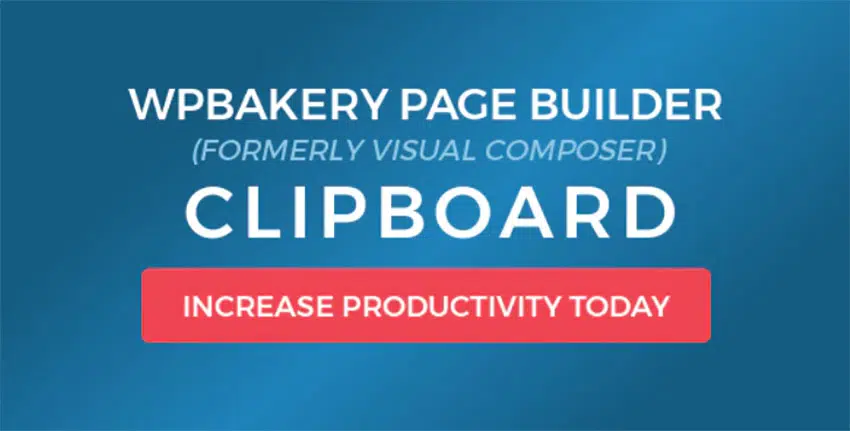 WPBAKERY PAGE BUILDER
(FORMERLY VISUAL COMPOSER)
CLIPBOARD
INCREASE PRODUCTIVITY TODAY